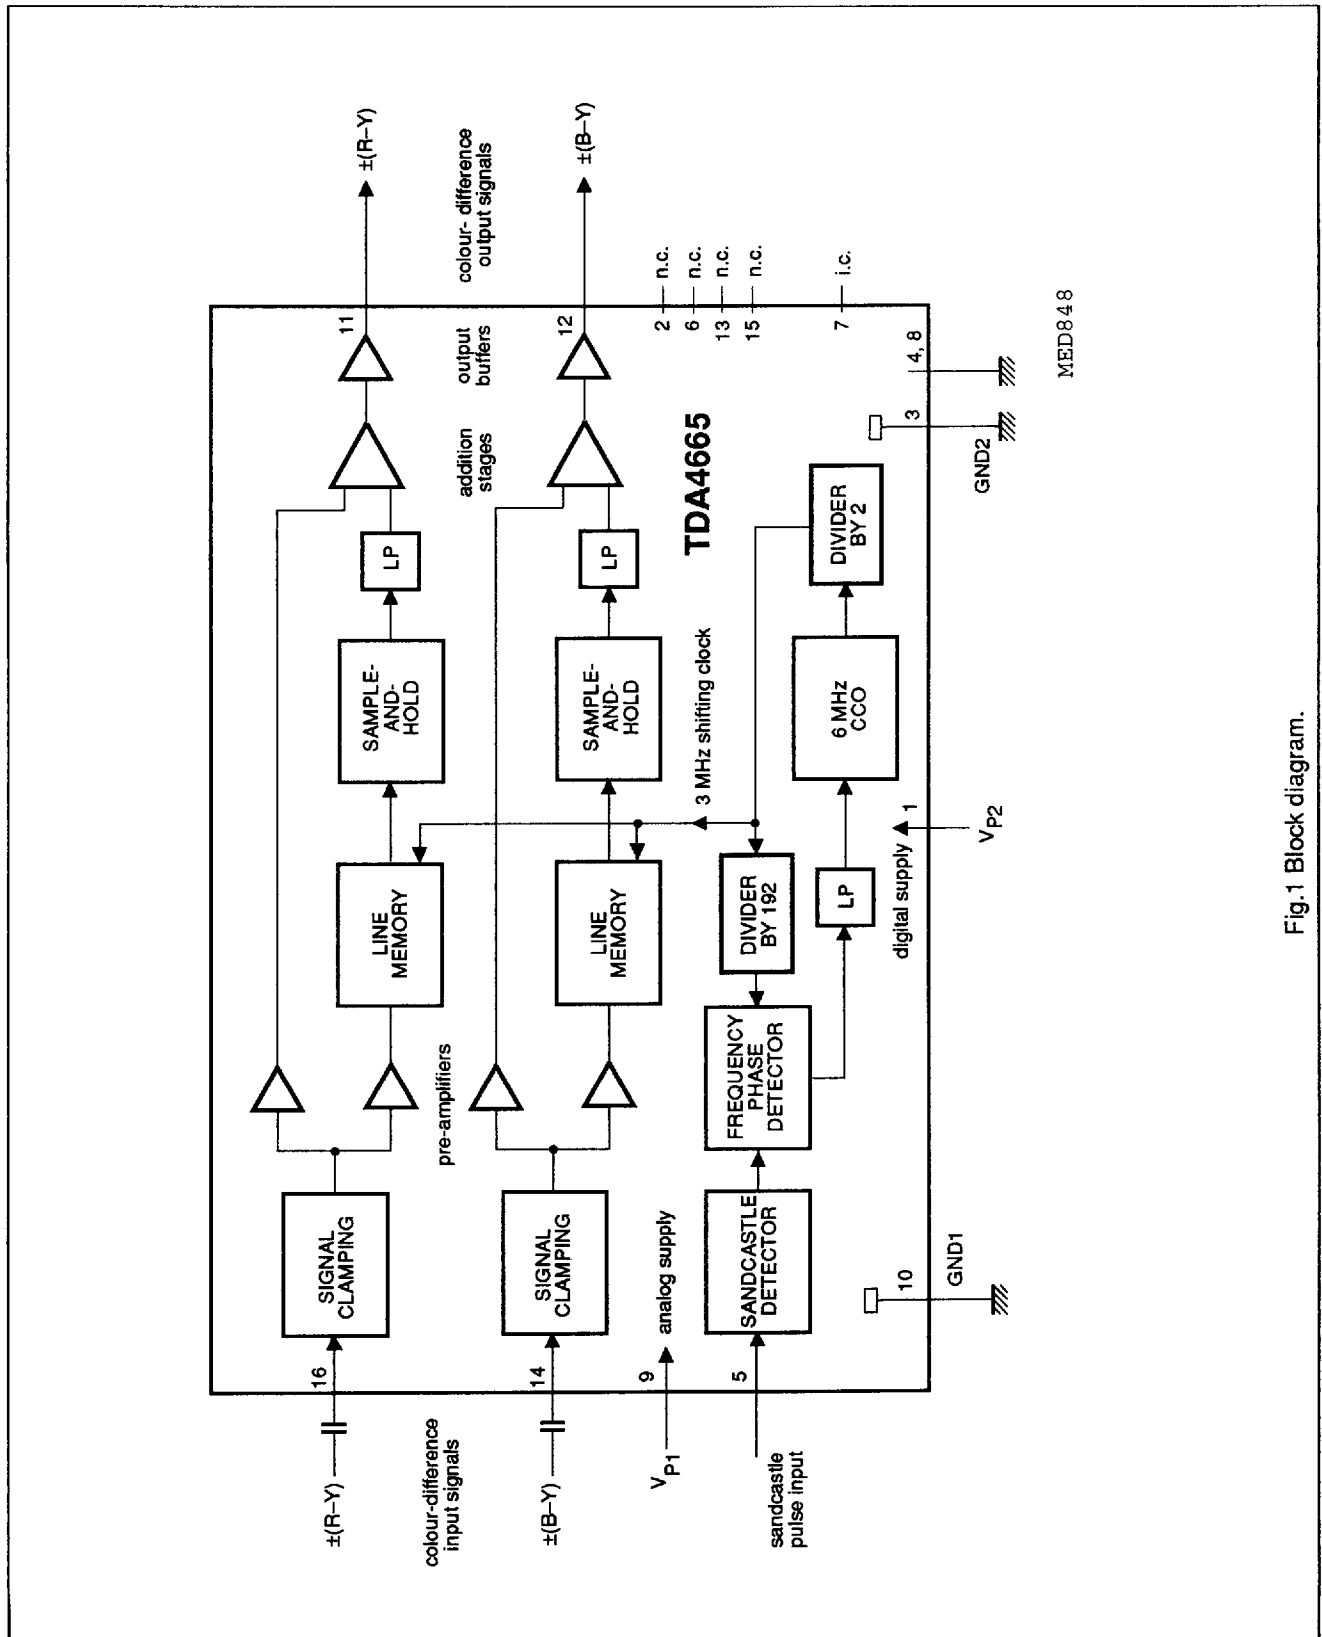 ±(R–Y)
colour-difference
input signals
±(B–Y)
16
14
SIGNAL
CLAMPING
SIGNAL
CLAMPING
pre-amplifiers
LINE
MEMORY
LINE
MEMORY
SAMPLE-
AND-
HOLD
SAMPLE-
AND-
HOLD
LP
LP
addition
stages
output
buffers
11
12
±(R–Y)
colour- difference
output signals
±(B–Y)
VP1
9
analog supply
sandcastle
pulse input
5
SANDCASTLE
DETECTOR
FREQUENCY
PHASE
DETECTOR
DIVIDER
BY 192
3 MHz shifting clock
TDA4665
LP
6 MHz
CCO
DIVIDER
BY 2
2 n.c.
6 n.c.
13 n.c.
15 n.c.
7 i.c.
10
GND1
digital supply
1
VP2
3
GND2
4, 8
MED848
Fig.1 Block diagram.